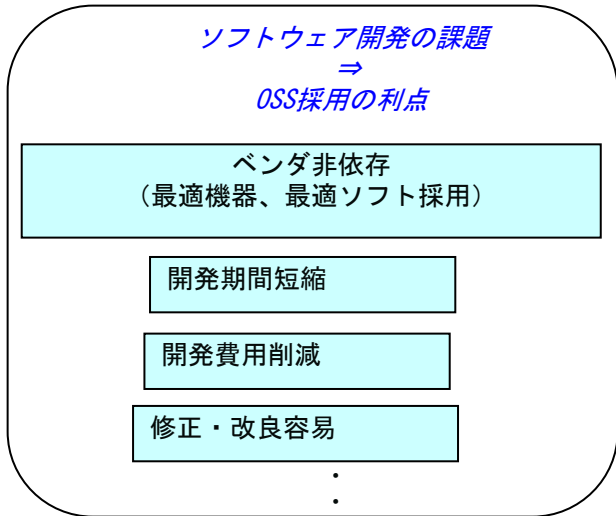 ソフトウェア開発の課題
⇒
OSS採用の利点
ベンダ非依存
（最適機器、最適ソフト採用）
開発期間短縮
開発費用削減
修正・改良容易
・
・